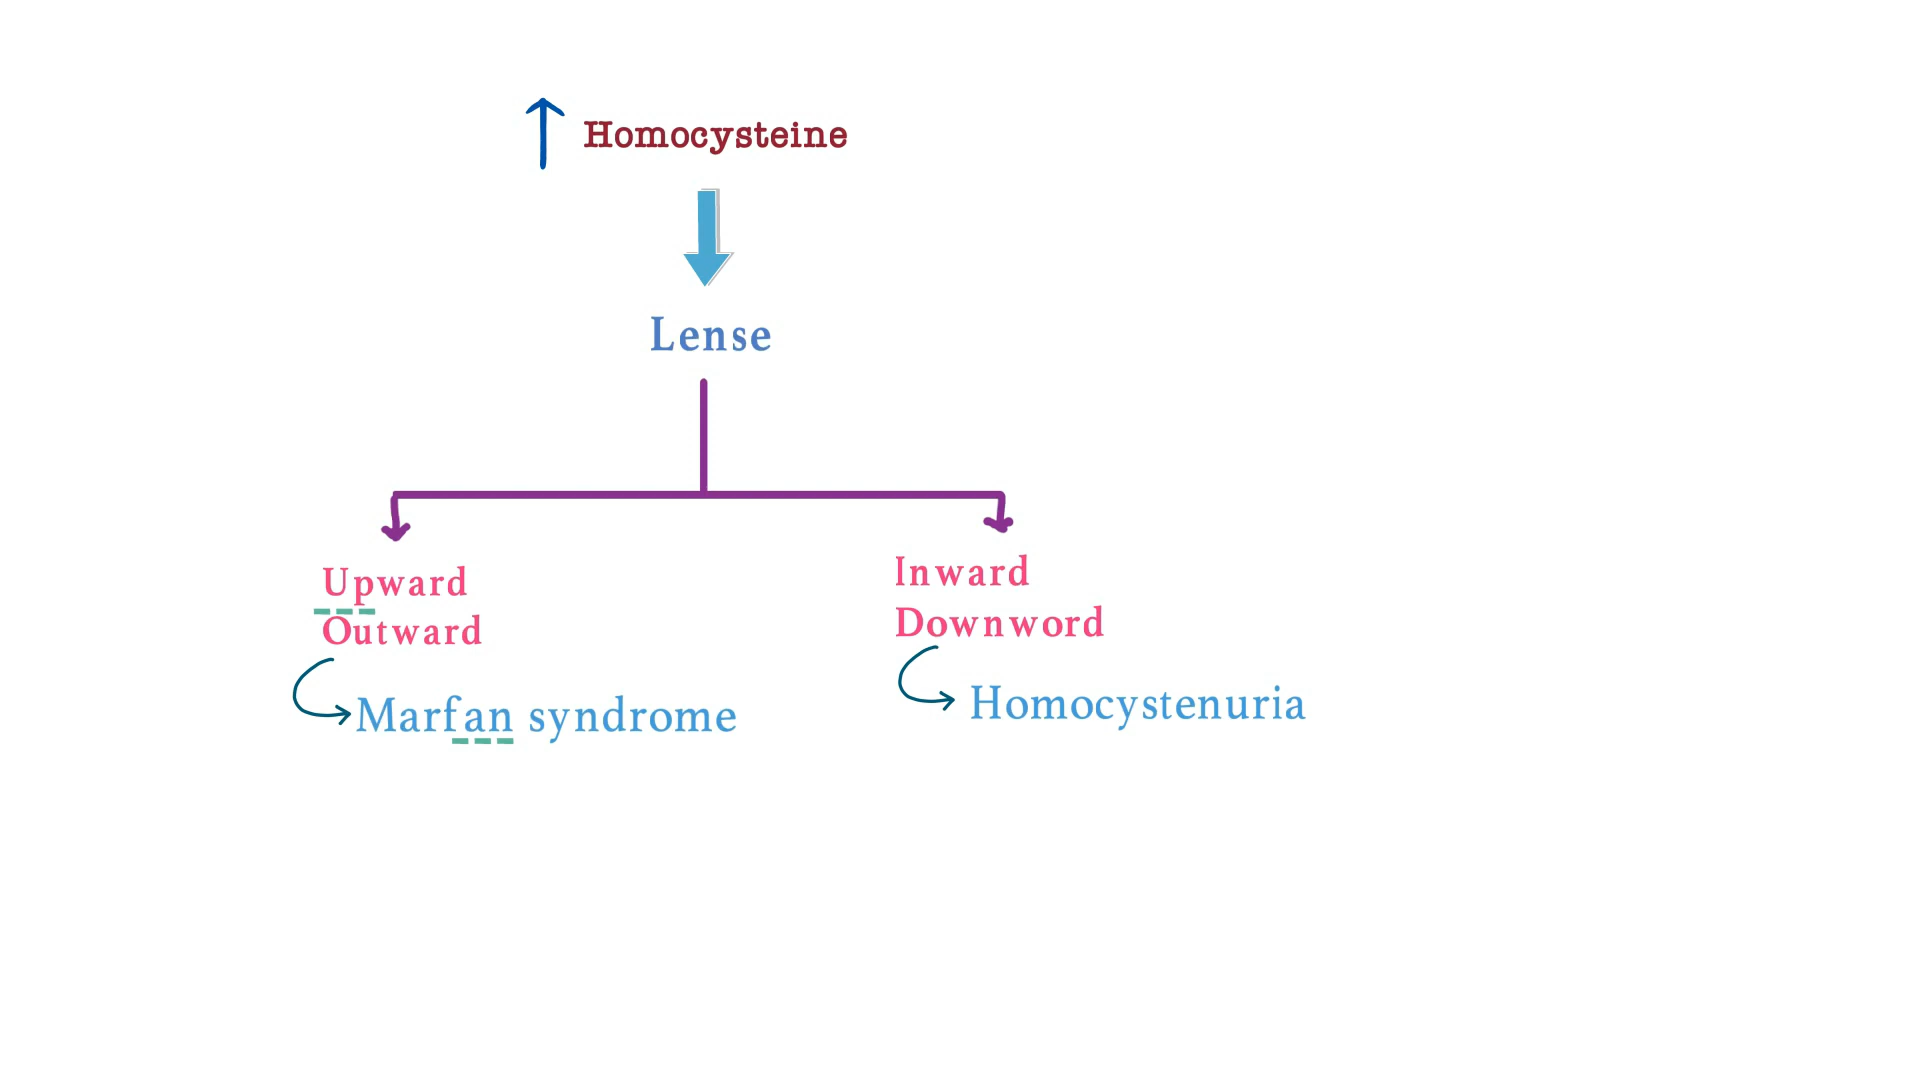 Homocysteine
Lense
Upward
Outward
Marfan syndrome
Inward
Downword
Homocystenuria